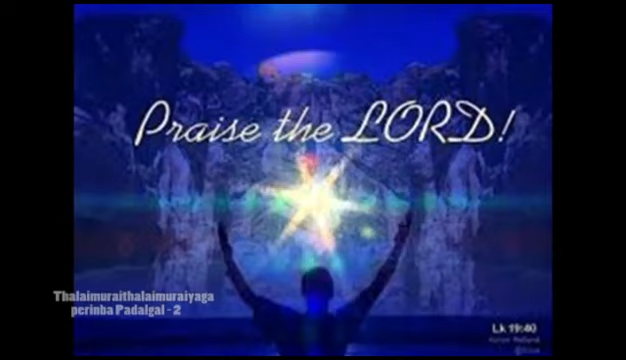 Praise the LORD!
Thalaimuraithalaimuraiyaga
perinba Padalgal - 2
Lk 19:40